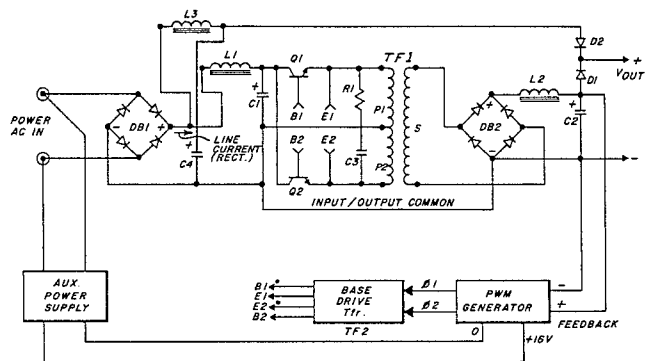 L3
D2
+
VOUT
D1
L1
Q1
TF1
L2
POWER
AC IN
DB1
-
+
LINE
CURRENT
(RECT.)
+
C4
+
C1
B1
E1
R1
P1
S
+
DB2
-
+
C2
B2
E2
C3
P2
Q2
-
INPUT/OUTPUT COMMON
AUX.
POWER
SUPPLY
B1
E1
E2
B2
BASE
DRIVE
Tfr.
TF2
Ø1
Ø2
PWM
GENERATOR
-
+
FEEDBACK
O
+16V